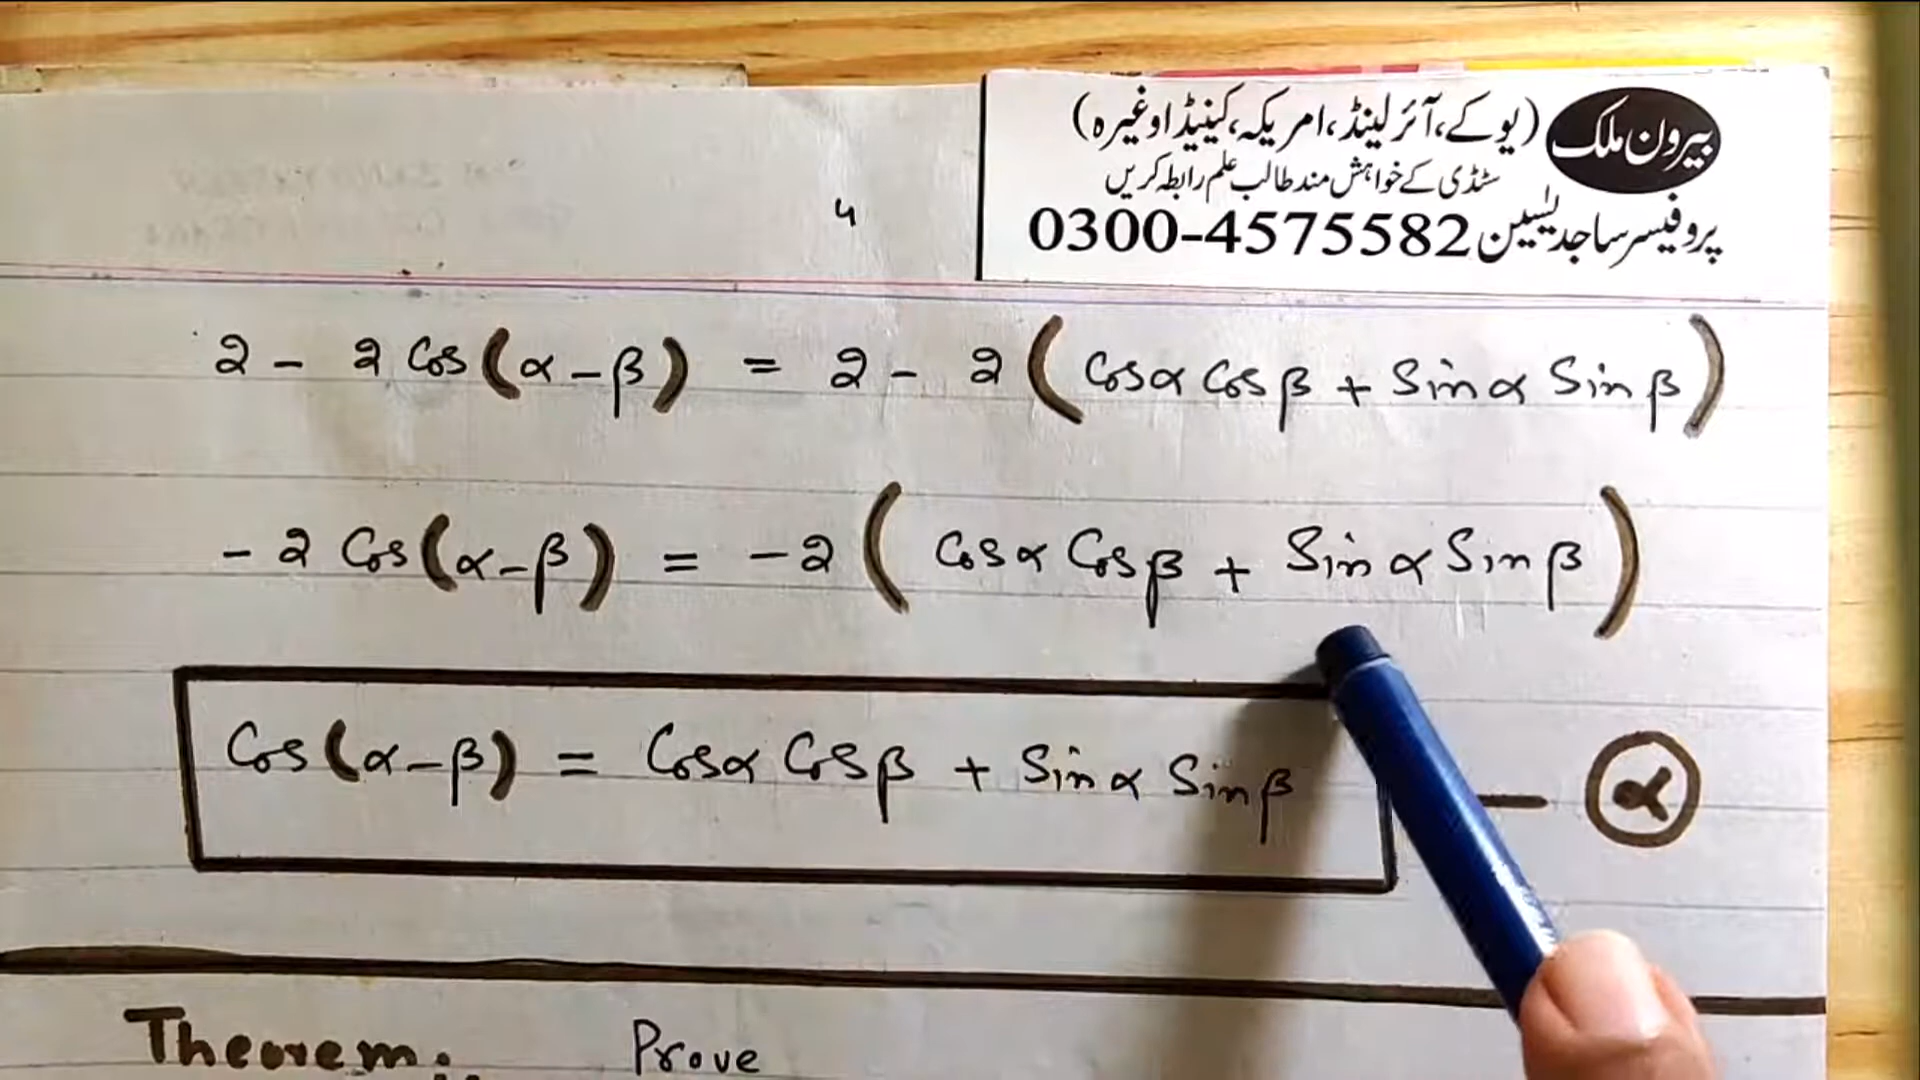 بیرون ملک (یو کے، آئرلینڈ، امریکہ، کینیڈا وغیرہ)
سٹڈی کے خواہش مند طالب علم رابطہ کریں
پروفیسر ساجد یٰسین 0300-4575582
4
2 - 2 Cos(α-β) = 2 - 2 (Cosα Cosβ + Sinα Sinβ)
- 2 Cos(α-β) = -2 (Cosα Cosβ + Sinα Sinβ)
Cos(α-β) = Cosα Cosβ + Sinα Sinβ — α
Theorem: Prove